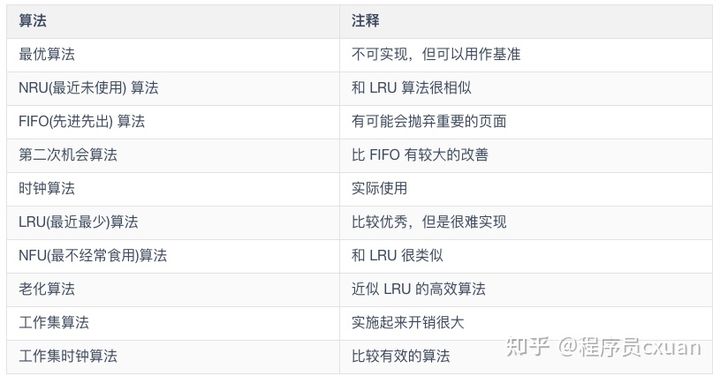 算法 注释
最优算法 不可实现，但可以用作基准
NRU(最近未使用) 算法 和 LRU 算法很相似
FIFO(先进先出) 算法 有可能会抛弃重要的页面
第二次机会算法 比 FIFO 有较大的改善
时钟算法 实际使用
LRU(最近最少)算法 比较优秀，但是很难实现
NFU(最不经常食用)算法 和 LRU 很类似
老化算法 近似 LRU 的高效算法
工作集算法 实施起来开销很大
工作集时钟算法 比较有效的算法
知乎 @程序员cxuan